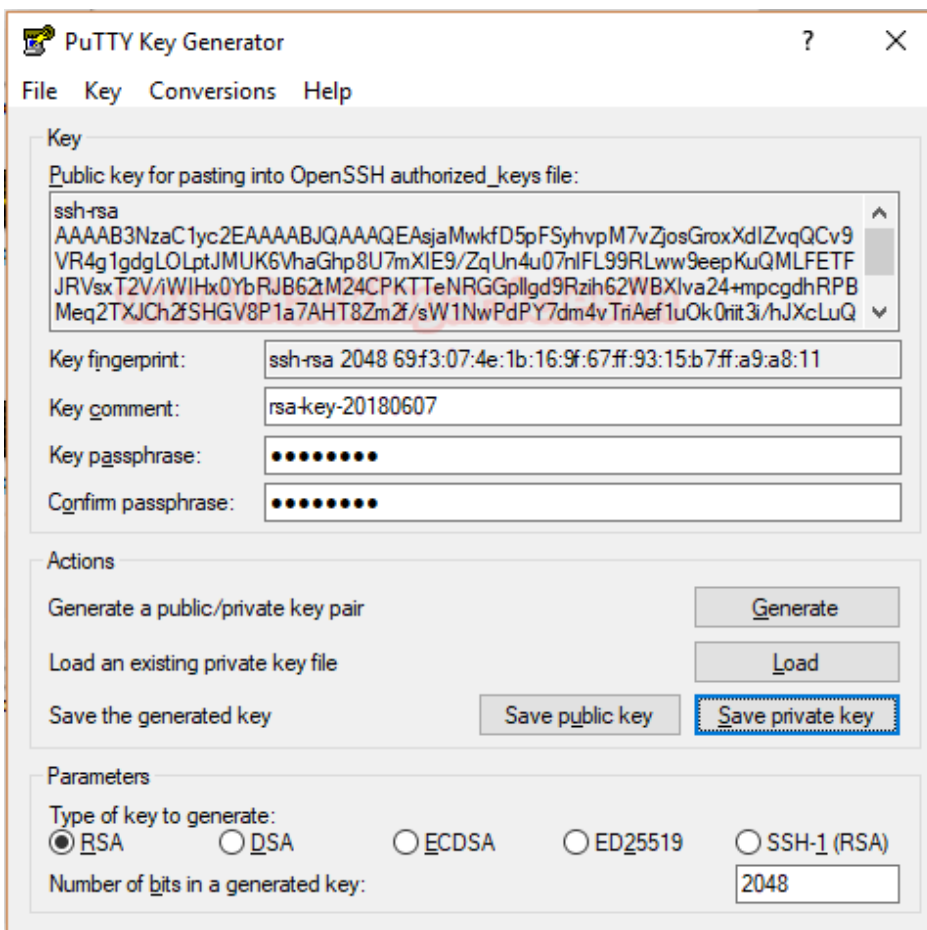 PuTTY Key Generator
?
File Key Conversions Help
Key
Public key for pasting into OpenSSH authorized_keys file:
ssh-rsa
AAAAB3NzaC1yc2EAAAABJQAAAQEAsjaMwkfD5pFSyhvpM7vZjosGroxXdIZvqQCv9
VR4g1gdgLOLptJMUK6VhaGhp8U7mXIE9/ZqUn4u07nlFL99RLww9eepKuQMLFETF
JRVsxT2V/iWIHx0YbRJB62tM24CPKTTeNRGGpllgd9Rzih62WBXlva24+mpcgdhRPB
Meq2TXJCh2fSHGV8P1a7AHT8Zm2f/sW1NwPdPY7dm4vTriAef1uOk0riit3i/hJXcLuQ
Key fingerprint: ssh-rsa 2048 69:f3:07:4e:1b:16:9f:67:ff:93:15:b7:ff:a9:a8:11
Key comment: rsa-key-20180607
Key passphrase: ●●●●●●●●
Confirm passphrase: ●●●●●●●●
Actions
Generate a public/private key pair Generate
Load an existing private key file Load
Save the generated key Save public key Save private key
Parameters
Type of key to generate:
RSA DSA ECDSA ED25519 SSH-1 (RSA)
Number of bits in a generated key: 2048